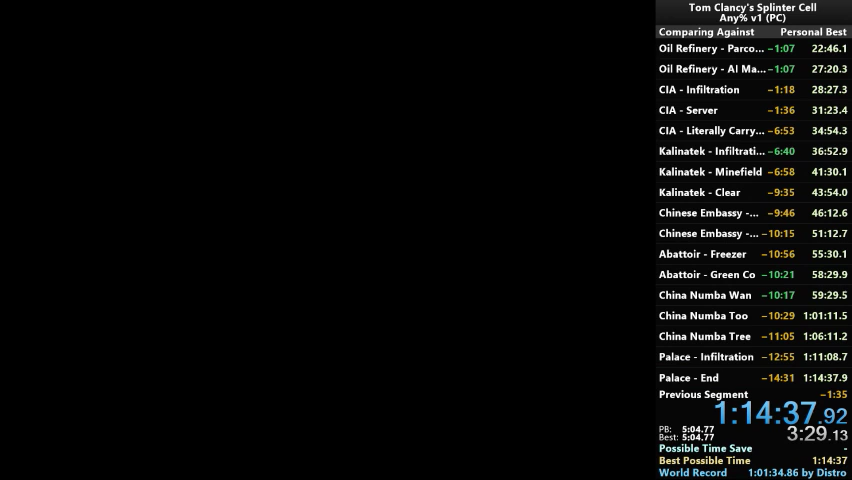 Tom Clancy's Splinter Cell
Any% v1 (PC)
Comparing Against Personal Best
Oil Refinery - Parco... −1:07 22:46.1
Oil Refinery - AI Ma... −1:07 27:20.3
CIA - Infiltration −1:18 28:27.3
CIA - Server −1:36 31:23.4
CIA - Literally Carry... −6:53 34:54.3
Kalinatek - Infiltrati... −6:40 36:52.9
Kalinatek - Minefield −6:58 41:30.1
Kalinatek - Clear −9:35 43:54.0
Chinese Embassy -... −9:46 46:12.6
Chinese Embassy -... −10:15 51:12.7
Abattoir - Freezer −10:56 55:30.1
Abattoir - Green Co −10:21 58:29.9
China Numba Wan −10:17 59:29.5
China Numba Too −10:29 1:01:11.5
China Numba Tree −11:05 1:06:11.2
Palace - Infiltration −12:55 1:11:08.7
Palace - End −14:31 1:14:37.9
Previous Segment −1:35
1:14:37.92
PB: 5:04.77
Best: 5:04.77 3:29.13
Possible Time Save -
Best Possible Time 1:14:37
World Record 1:01:34.86 by Distro